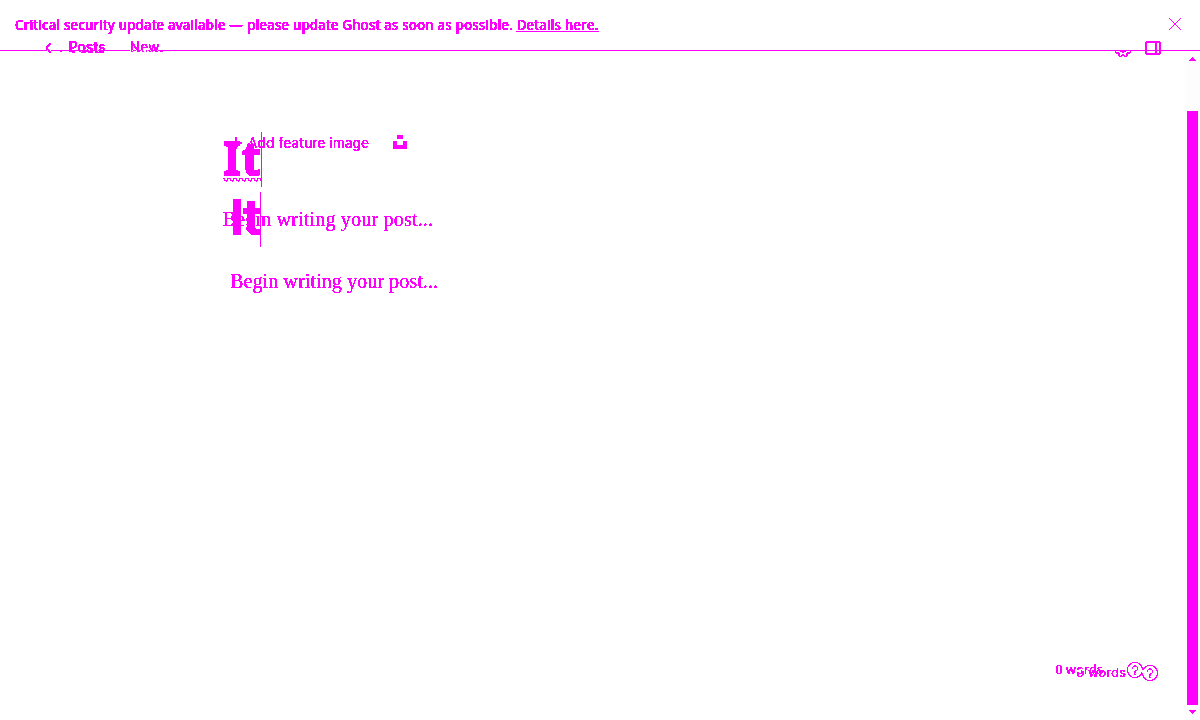 Critical security update available — please update Ghost as soon as possible. Details here.
Posts New
Add feature image
It
It
Begin writing your post...
Begin writing your post...
0 words
0 words